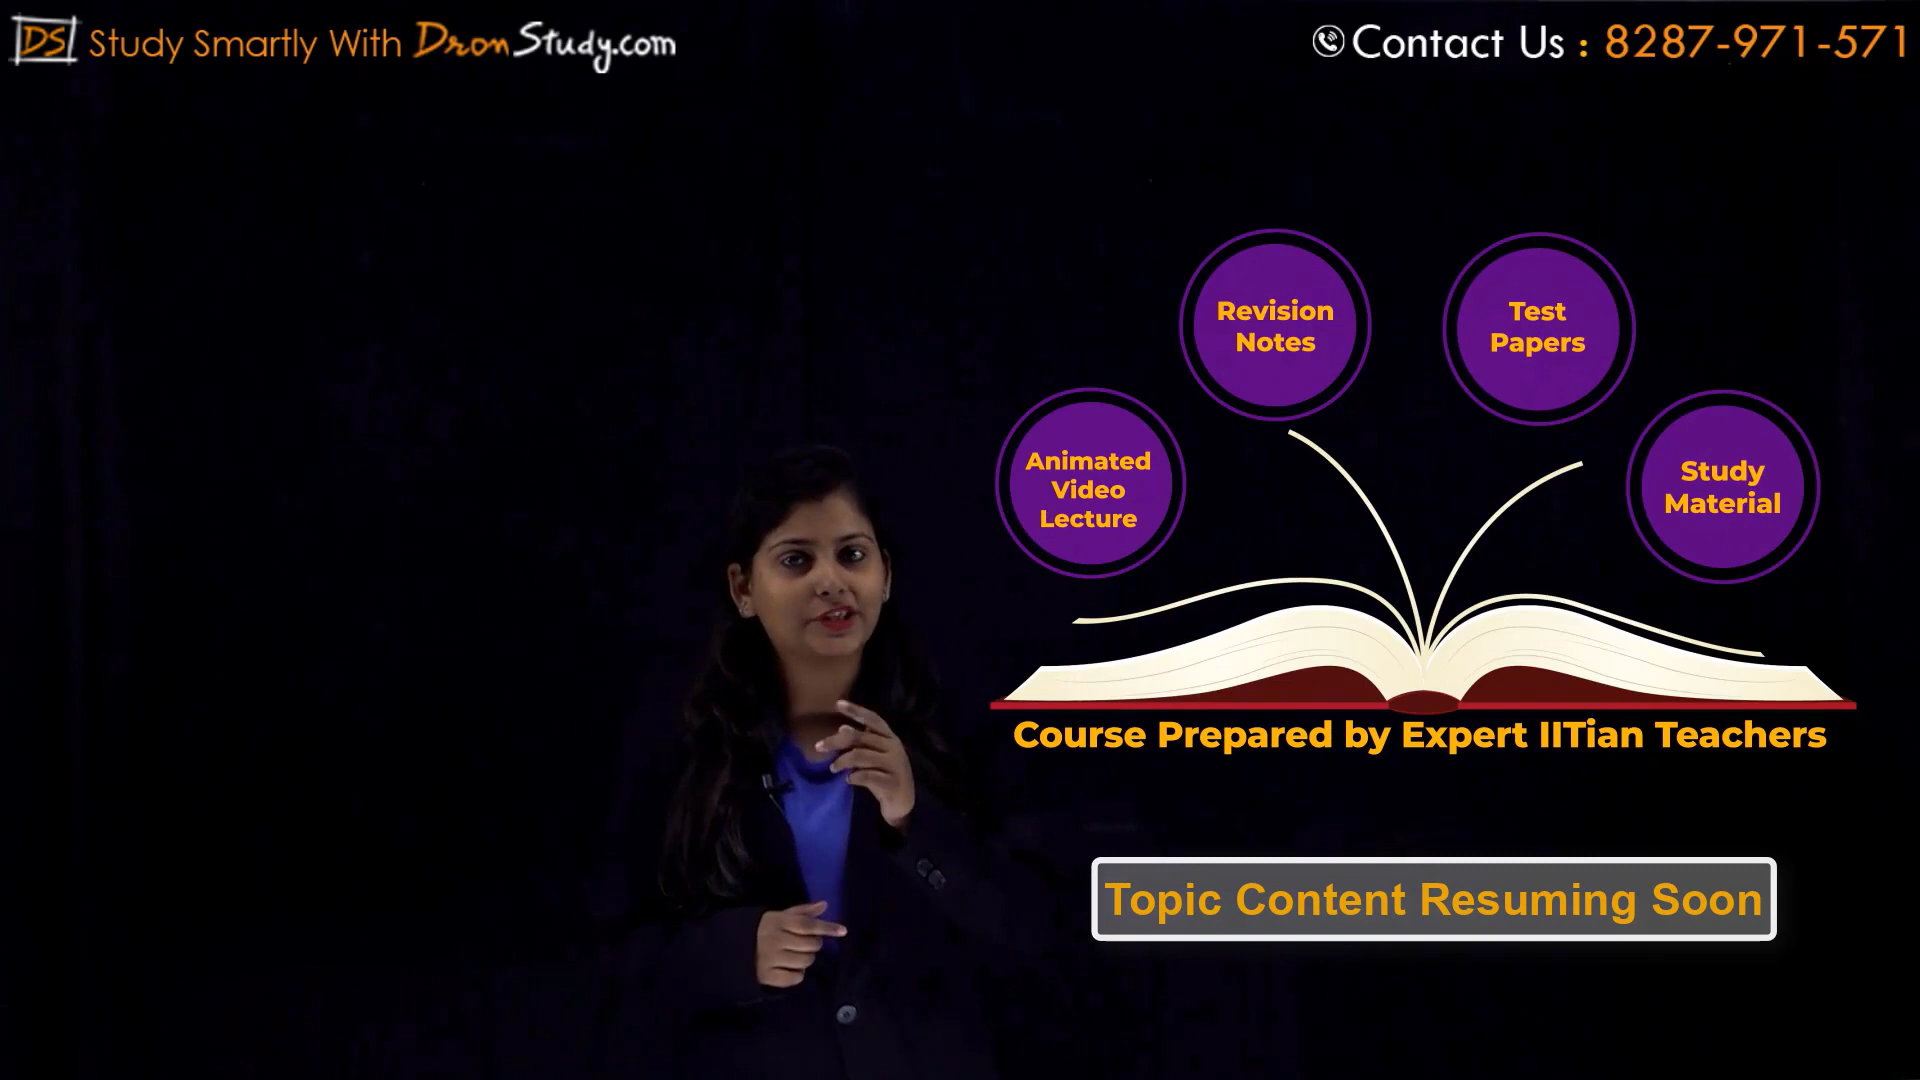 DS Study Smartly With DronStudy.com
Contact Us : 8287-971-571
Revision
Notes
Test
Papers
Animated
Video
Lecture
Study
Material
Course Prepared by Expert IITian Teachers
Topic Content Resuming Soon